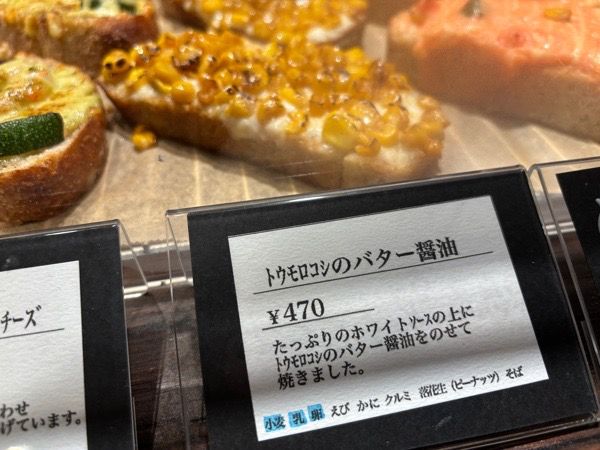 トウモロコシのバター醤油
¥470
たっぷりのホワイトソースの上に
トウモロコシのバター醤油をのせて
焼きました。
小麦 乳 卵 えび かに クルミ 落花生（ピーナッツ）そば
チーズ
わせ
げています。